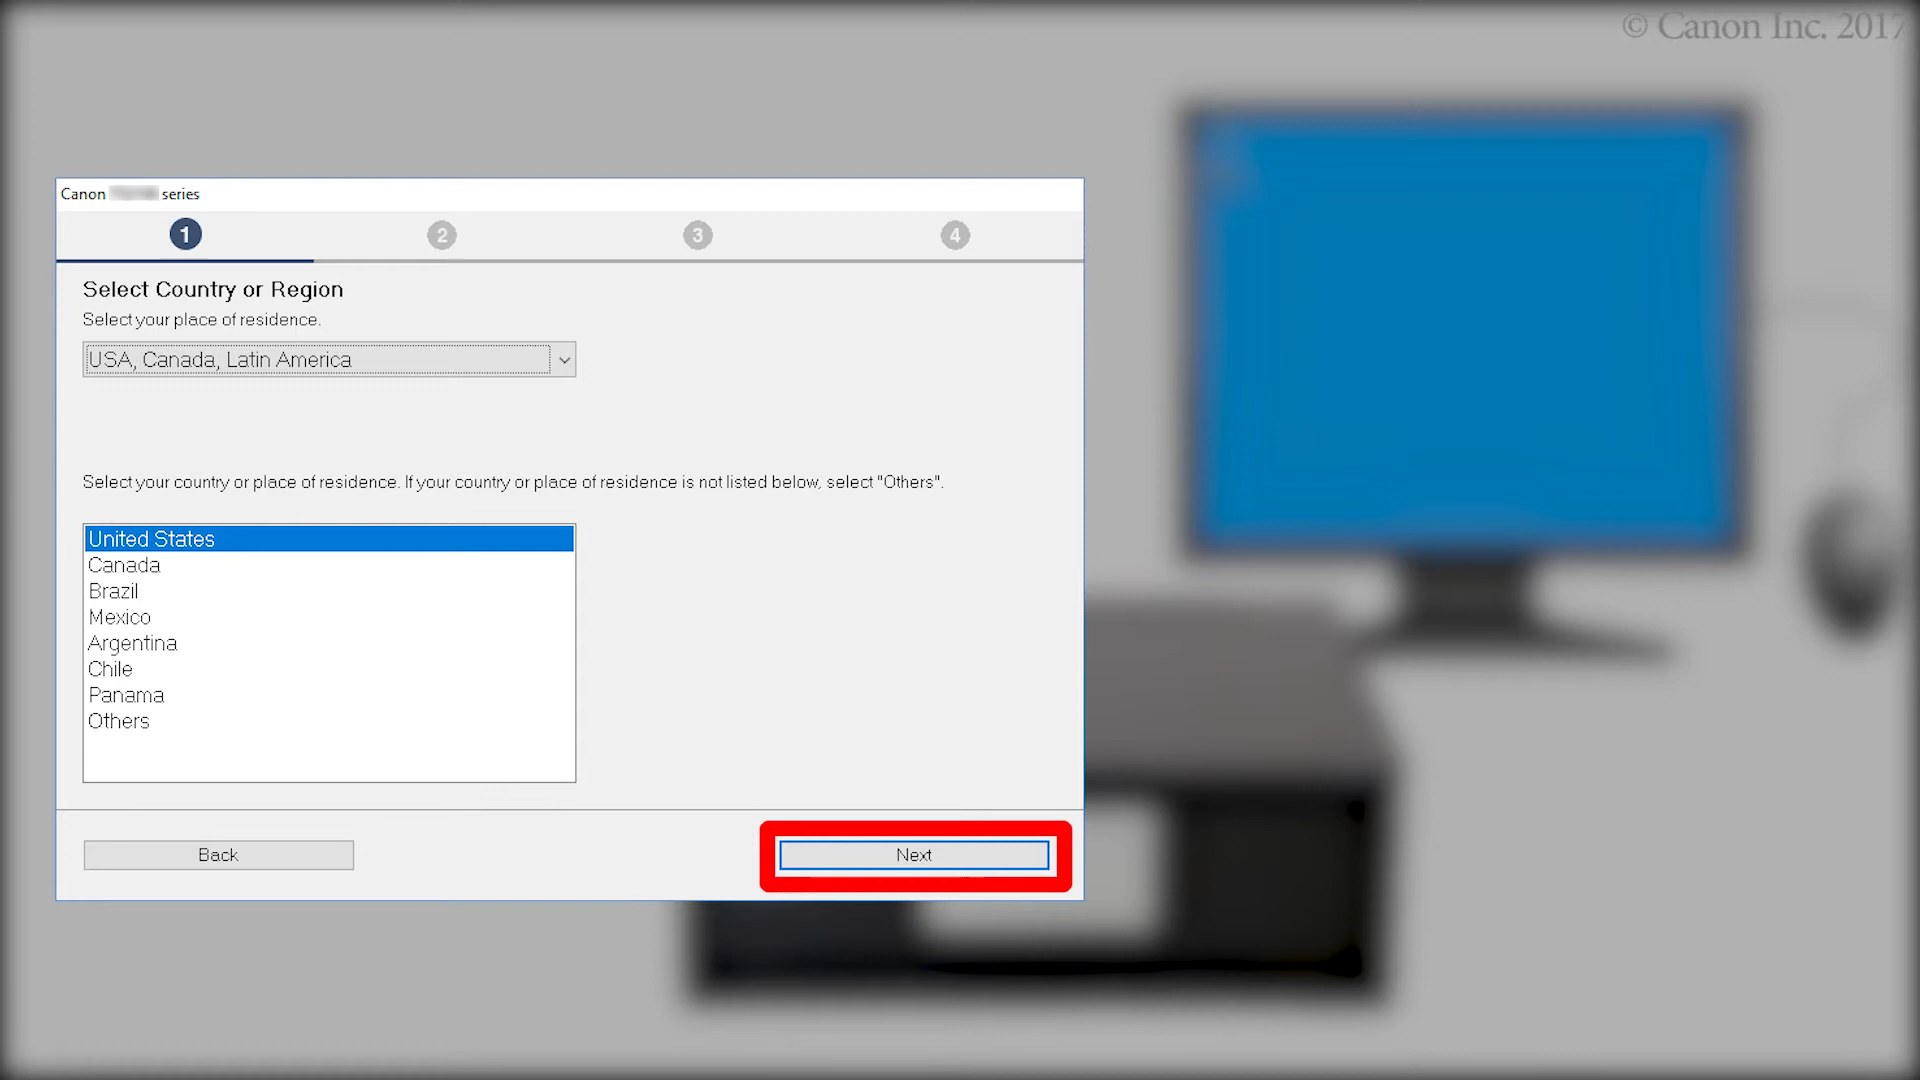 © Canon Inc. 2017
Canon series
1 2 3 4
Select Country or Region
Select your place of residence.
USA, Canada, Latin America
Select your country or place of residence. If your country or place of residence is not listed below, select "Others".
United States
Canada
Brazil
Mexico
Argentina
Chile
Panama
Others
Back Next